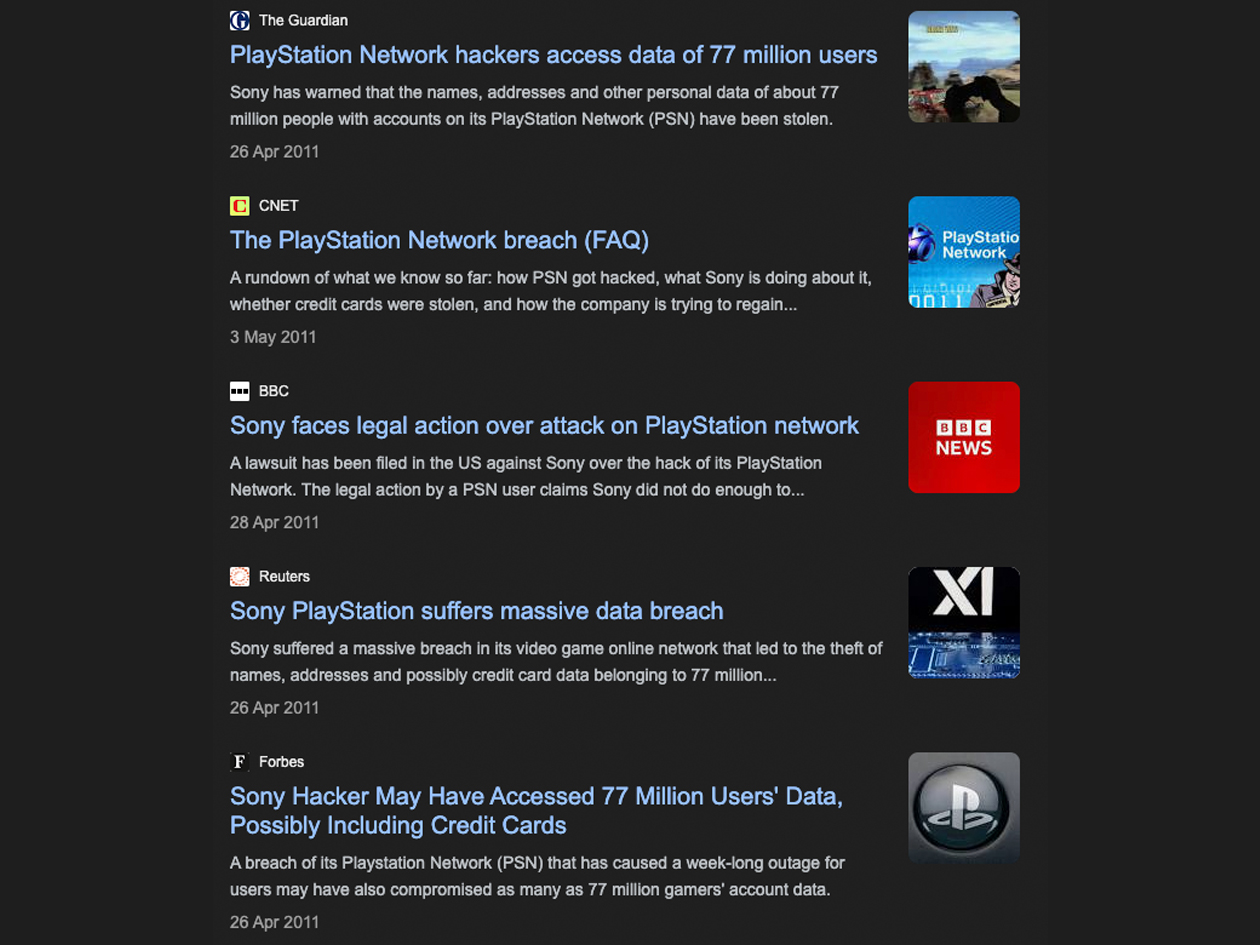 The Guardian
PlayStation Network hackers access data of 77 million users
Sony has warned that the names, addresses and other personal data of about 77
million people with accounts on its PlayStation Network (PSN) have been stolen.
26 Apr 2011
C CNET
The PlayStation Network breach (FAQ)
A rundown of what we know so far: how PSN got hacked, what Sony is doing about it,
whether credit cards were stolen, and how the company is trying to regain...
3 May 2011
PlayStatio
Network
0011
BBC
Sony faces legal action over attack on PlayStation network
A lawsuit has been filed in the US against Sony over the hack of its PlayStation
Network. The legal action by a PSN user claims Sony did not do enough to...
28 Apr 2011
BBC
NEWS
Reuters
Sony PlayStation suffers massive data breach
Sony suffered a massive breach in its video game online network that led to the theft of
names, addresses and possibly credit card data belonging to 77 million...
26 Apr 2011
XI
F Forbes
Sony Hacker May Have Accessed 77 Million Users' Data,
Possibly Including Credit Cards
A breach of its Playstation Network (PSN) that has caused a week-long outage for
users may have also compromised as many as 77 million gamers' account data.
26 Apr 2011